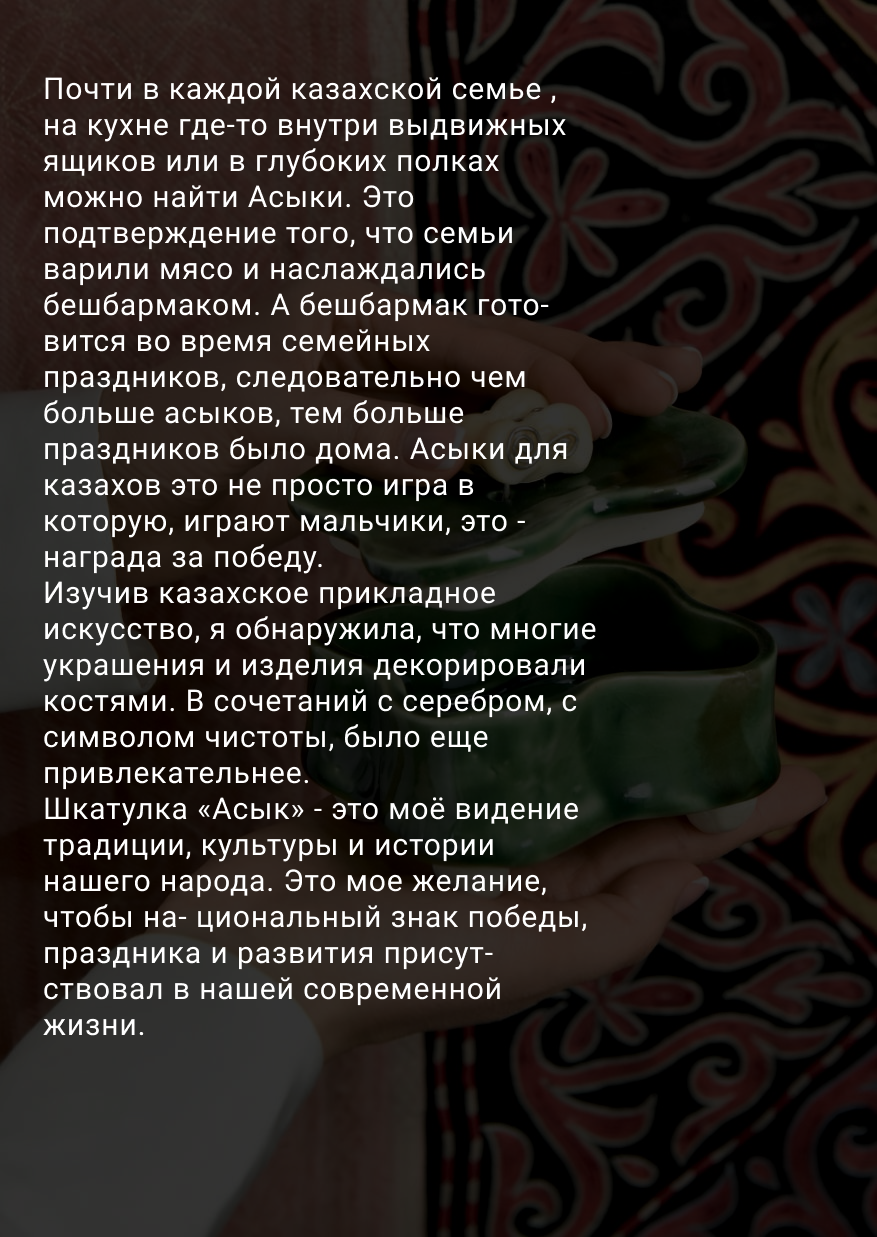 Почти в каждой казахской семье ,
на кухне где-то внутри выдвижных
ящиков или в глубоких полках
можно найти Асыки. Это
подтверждение того, что семьи
варили мясо и наслаждались
бешбармаком. А бешбармак гото-
вится во время семейных
праздников, следовательно чем
больше асыков, тем больше
праздников было дома. Асыки для
казахов это не просто игра в
которую, играют мальчики, это -
награда за победу.
Изучив казахское прикладное
искусство, я обнаружила, что многие
украшения и изделия декорировали
костями. В сочетаний с серебром, с
символом чистоты, было еще
привлекательнее.
Шкатулка «Асык» - это моё видение
традиции, культуры и истории
нашего народа. Это мое желание,
чтобы на- циональный знак победы,
праздника и развития присут-
ствовал в нашей современной
жизни.